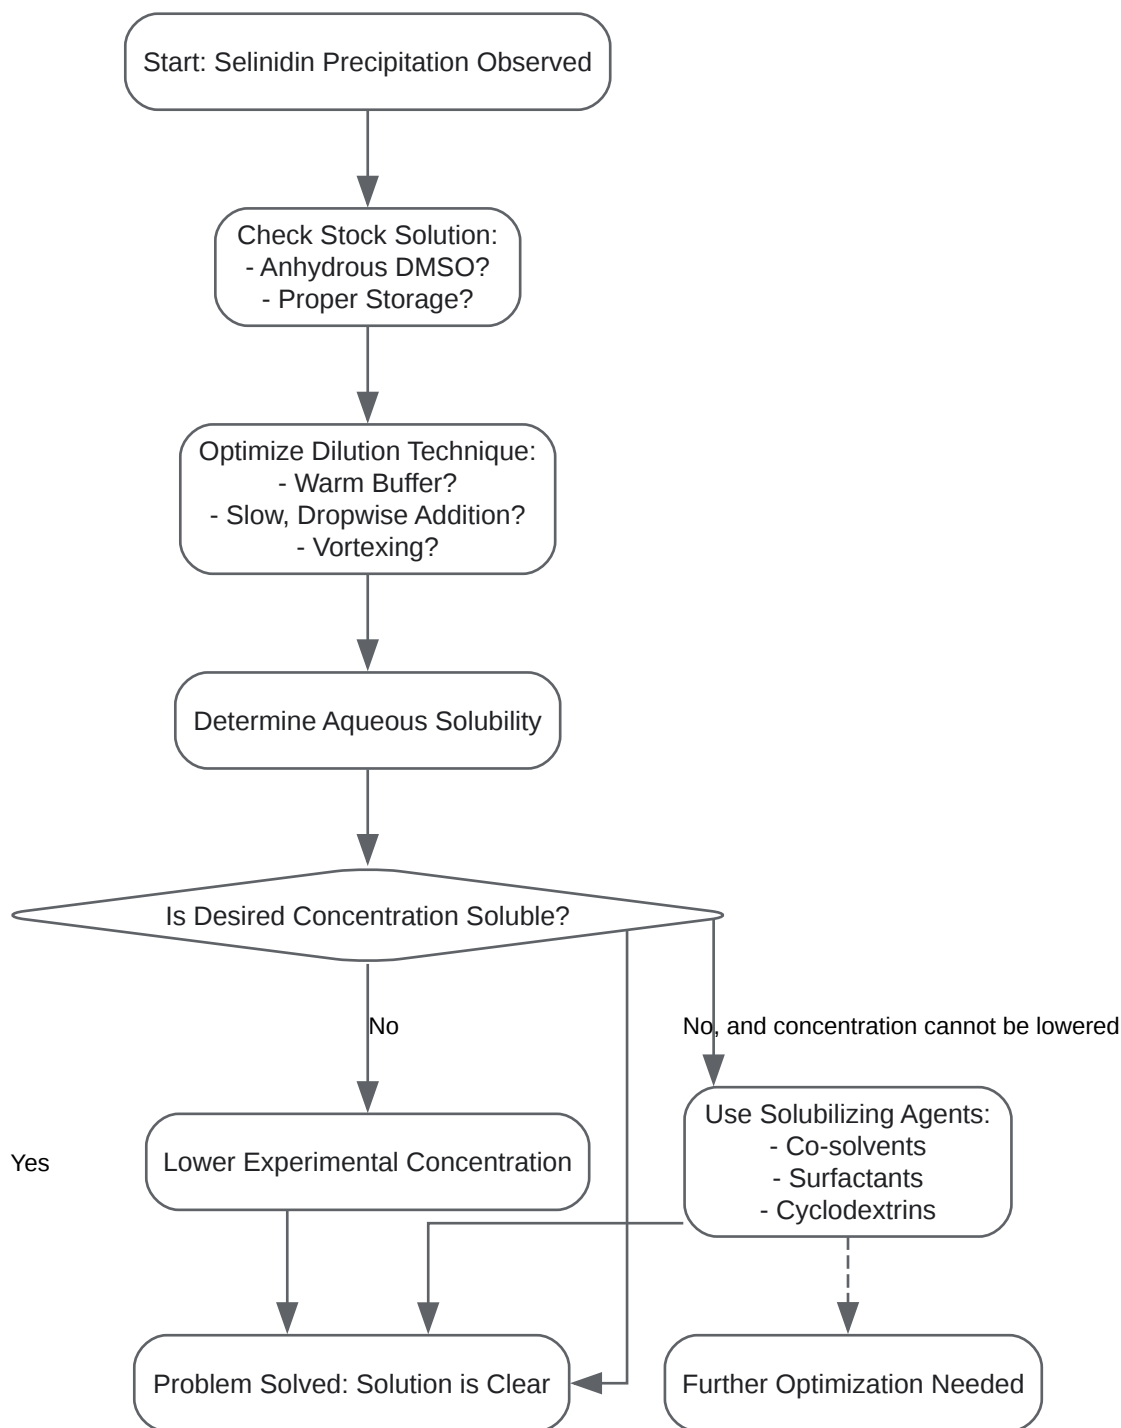 Start: Selinidin Precipitation Observed
Check Stock Solution:
- Anhydrous DMSO?
- Proper Storage?
Optimize Dilution Technique:
- Warm Buffer?
- Slow, Dropwise Addition?
- Vortexing?
Determine Aqueous Solubility
Is Desired Concentration Soluble?
No
No, and concentration cannot be lowered
Yes
Lower Experimental Concentration
Use Solubilizing Agents:
- Co-solvents
- Surfactants
- Cyclodextrins
Problem Solved: Solution is Clear
Further Optimization Needed